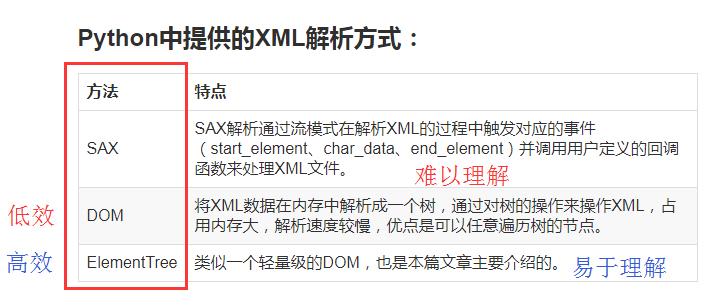 Python中提供的XML解析方式：
方法 特点
SAX解析通过流模式在解析XML的过程中触发对应的事件
SAX （start_element、char_data、end_element）并调用用户定义的回调
函数来处理XML文件。 难以理解
低效 DOM 将XML数据在内存中解析成一个树，通过对树的操作来操作XML，占
用内存大，解析速度较慢，优点是可以任意遍历树的节点。
高效 ElementTree 类似一个轻量级的DOM，也是本篇文章主要介绍的。 易于理解